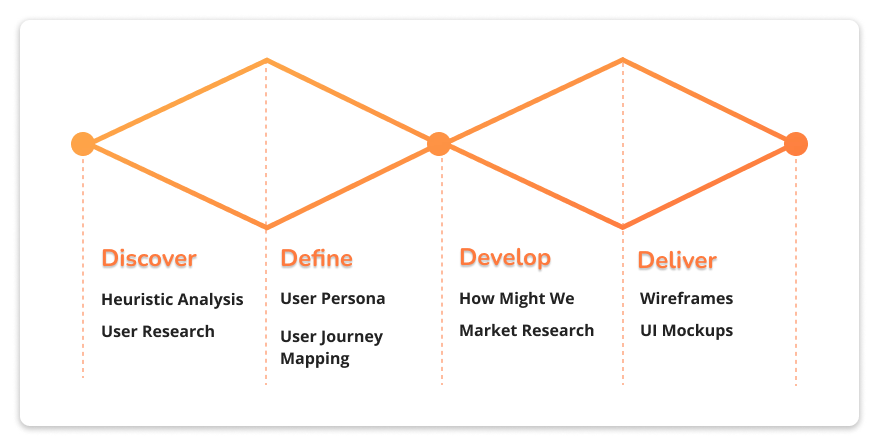 Discover
Heuristic Analysis
User Research
Define
User Persona
User Journey
Mapping
Develop
How Might We
Market Research
Deliver
Wireframes
UI Mockups